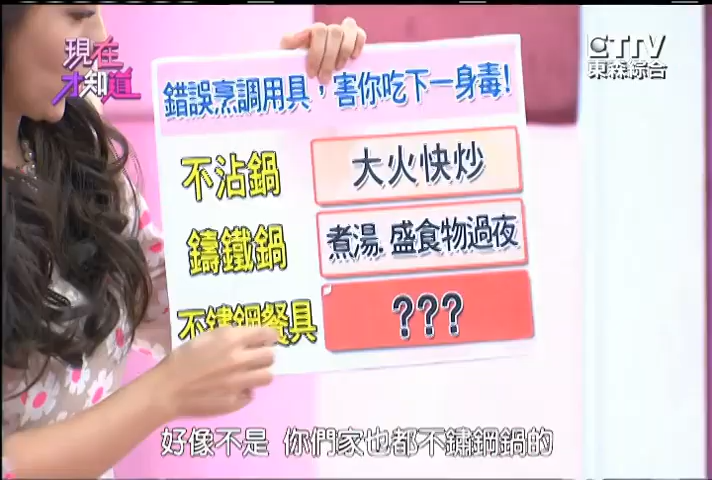 現在才知道
CTTV
東森綜合
錯誤烹調用具，害你吃下一身毒!
不沾鍋 大火快炒
鑄鐵鍋 煮湯.盛食物過夜
不鏽鋼餐具 ???
好像不是 你們家也都不鏽鋼鍋的